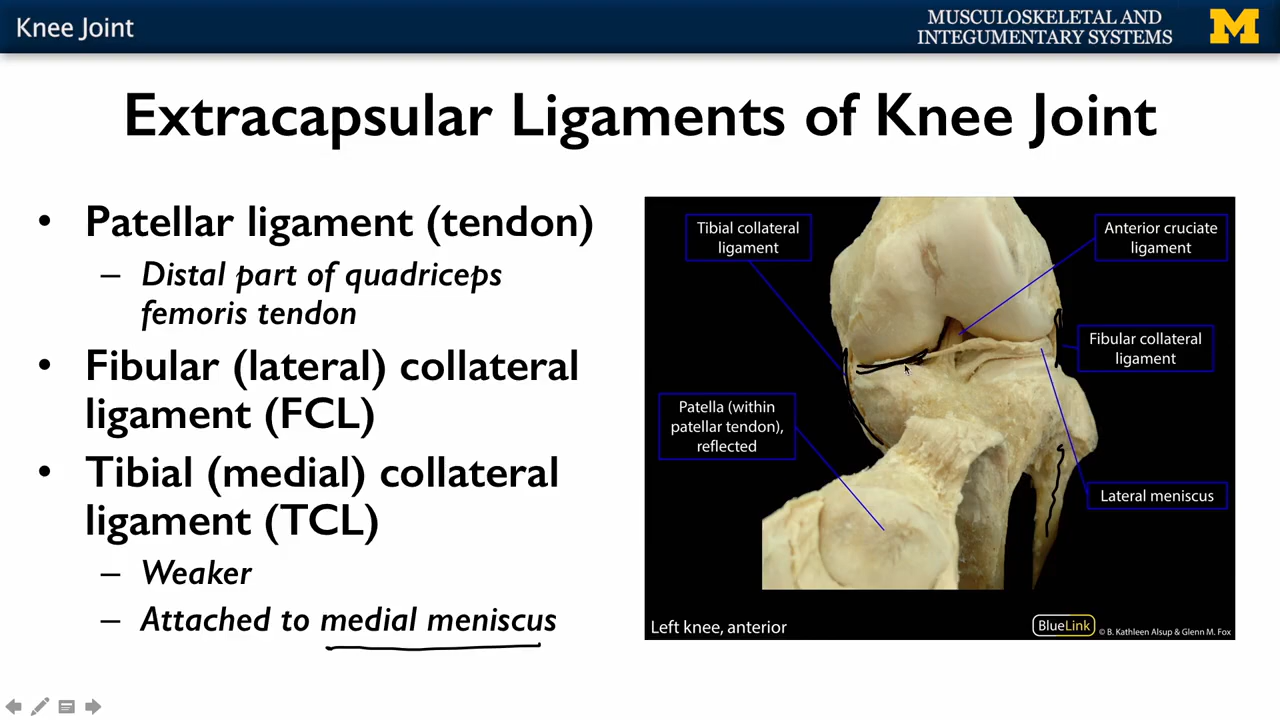 Knee Joint
MUSCULOSKELETAL AND
INTEGUMENTARY SYSTEMS
M
Extracapsular Ligaments of Knee Joint
• Patellar ligament (tendon)
– Distal part of quadriceps
femoris tendon
• Fibular (lateral) collateral
ligament (FCL)
• Tibial (medial) collateral
ligament (TCL)
– Weaker
– Attached to medial meniscus
Tibial collateral
ligament
Anterior cruciate
ligament
Fibular collateral
ligament
Patella (within
patellar tendon),
reflected
Lateral meniscus
Left knee, anterior
BlueLink
© B. Kathleen Alsup & Glenn M. Fox